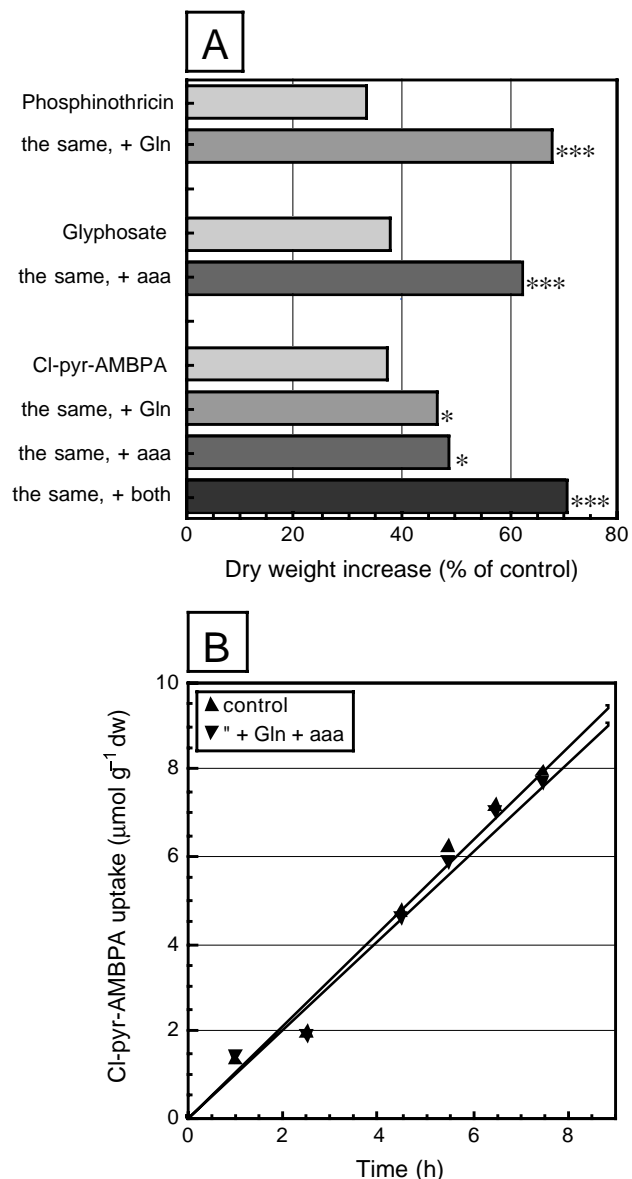 A
Phosphinothricin
the same, + Gln
***
Glyphosate
the same, + aaa
***
Cl-pyr-AMBPA
the same, + Gln
*
the same, + aaa
*
the same, + both
***
0 20 40 60 80
Dry weight increase (% of control)
B
10
8
6
4
2
0
Cl-pyr-AMBPA uptake (µmol g⁻¹ dw)
▲ control
▼ " + Gln + aaa
0 2 4 6 8
Time (h)